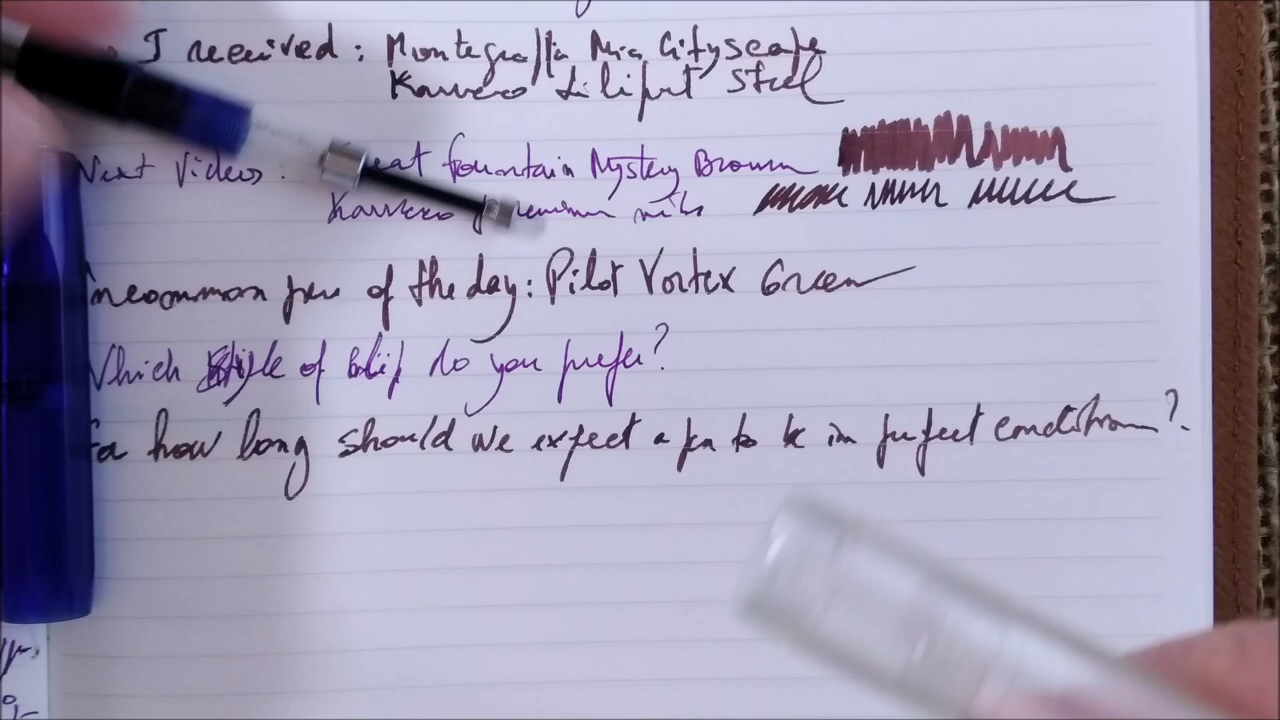 I received: Montegrappa Mia Cityscape
Kaweco Liliput Steel
Next Videos: fountain Mystery Brown
Kaweco premium nibs
Uncommon pen of the day: Pilot Vortex Green
Which style of clip do you prefer?
For how long should we expect a pen to be in perfect condition?